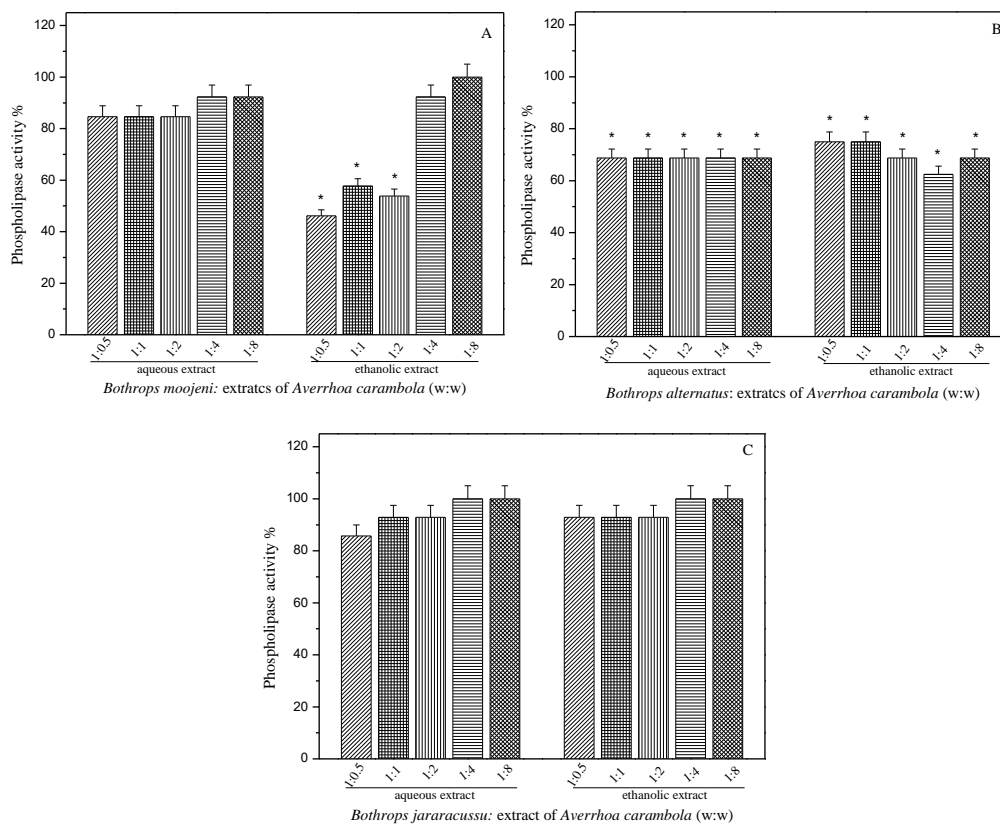 A
Phospholipase activity %
120
100
80
60
40
20
0
* * *
1:0.5 1:1 1:2 1:4 1:8 1:0.5 1:1 1:2 1:4 1:8
aqueous extract ethanolic extract
Bothrops moojeni: extratcs of Averrhoa carambola (w:w)
B
Phospholipase activity %
120
100
80
60
40
20
0
* * * * * * * * * *
1:0.5 1:1 1:2 1:4 1:8 1:0.5 1:1 1:2 1:4 1:8
aqueous extract ethanolic extract
Bothrops alternatus: extratcs of Averrhoa carambola (w:w)
C
Phospholipase activity %
120
100
80
60
40
20
0
1:0.5 1:1 1:2 1:4 1:8 1:0.5 1:1 1:2 1:4 1:8
aqueous extract ethanolic extract
Bothrops jararacussu: extract of Averrhoa carambola (w:w)